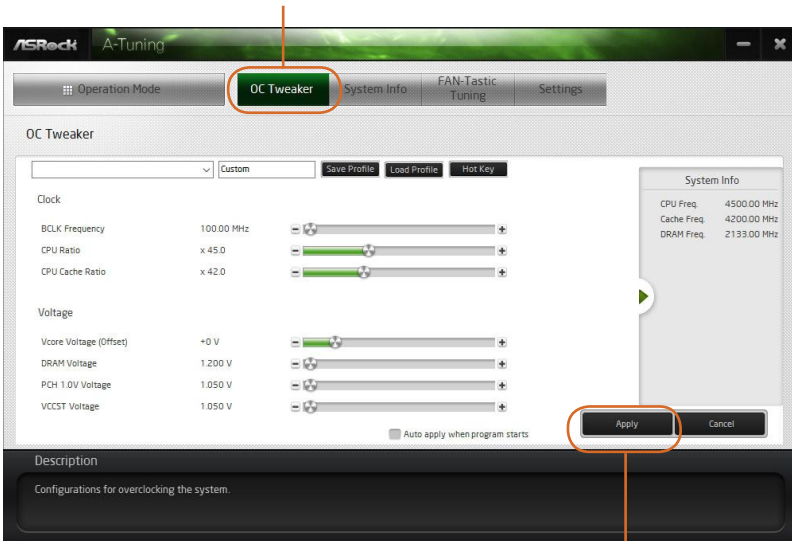 ASRock A-Tuning
Operation Mode OC Tweaker System Info FAN-Tastic Tuning Settings
OC Tweaker
Custom Save Profile Load Profile Hot Key
Clock
BCLK Frequency 100.00 MHz
CPU Ratio x 45.0
CPU Cache Ratio x 42.0
Voltage
Vcore Voltage (Offset) +0 V
DRAM Voltage 1.200 V
PCH 1.0V Voltage 1.050 V
VCCST Voltage 1.050 V
Auto apply when program starts
System Info
CPU Freq. 4500.00 MHz
Cache Freq. 4200.00 MHz
DRAM Freq. 2133.00 MHz
Apply Cancel
Description
Configurations for overclocking the system.